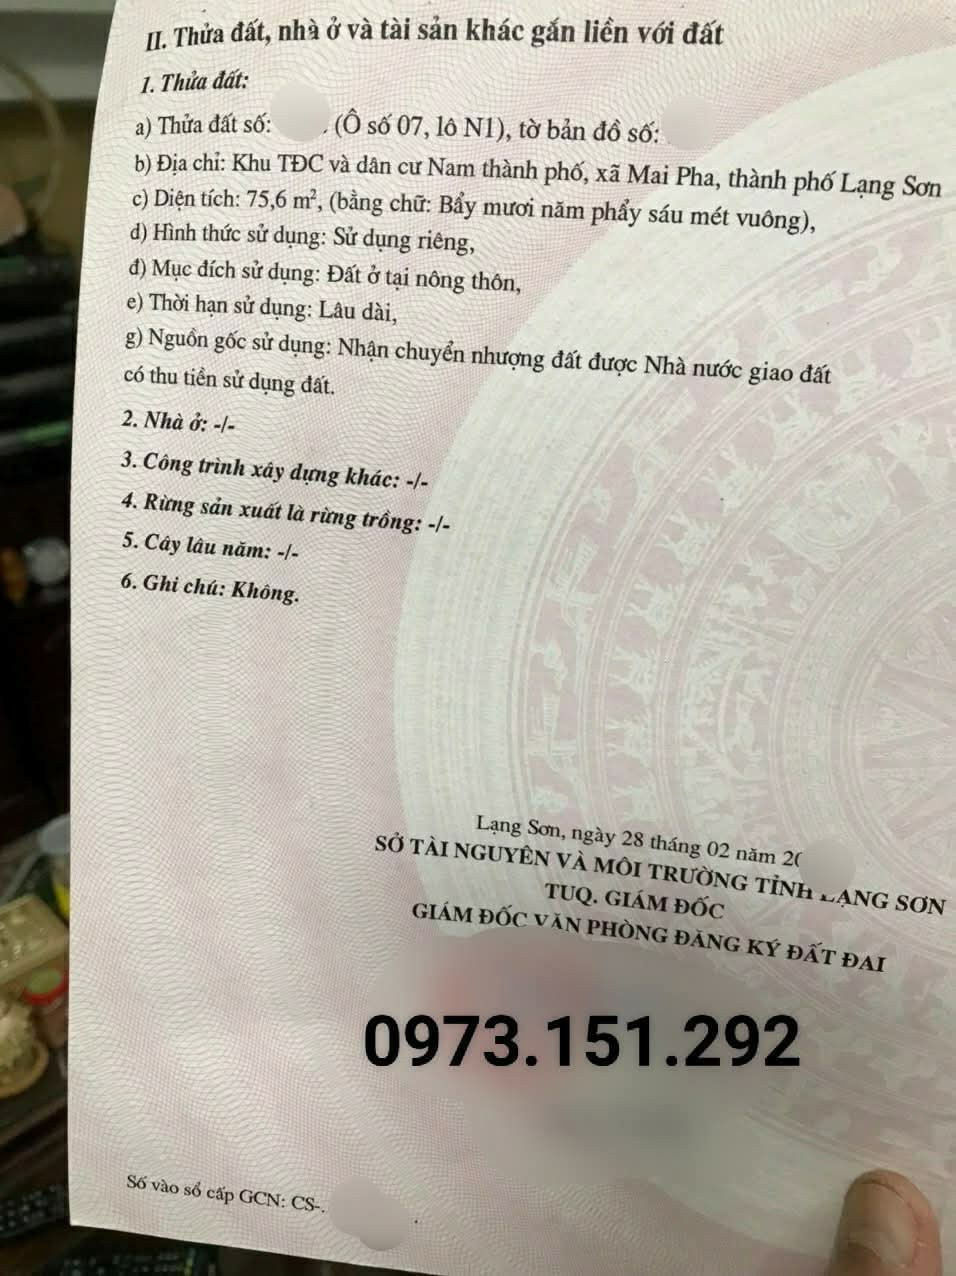 II. Thửa đất, nhà ở và tài sản khác gắn liền với đất
1. Thửa đất:
a) Thửa đất số: (Ô số 07, lô N1), tờ bản đồ số:
b) Địa chỉ: Khu TĐC và dân cư Nam thành phố, xã Mai Pha, thành phố Lạng Sơn
c) Diện tích: 75,6 m², (bằng chữ: Bẩy mươi năm phẩy sáu mét vuông),
d) Hình thức sử dụng: Sử dụng riêng,
đ) Mục đích sử dụng: Đất ở tại nông thôn,
e) Thời hạn sử dụng: Lâu dài,
g) Nguồn gốc sử dụng: Nhận chuyển nhượng đất được Nhà nước giao đất
có thu tiền sử dụng đất.
2. Nhà ở: -/-
3. Công trình xây dựng khác: -/-
4. Rừng sản xuất là rừng trồng: -/-
5. Cây lâu năm: -/-
6. Ghi chú: Không.
Lạng Sơn, ngày 28 tháng 02 năm 2
SỞ TÀI NGUYÊN VÀ MÔI TRƯỜNG TỈNH LẠNG SƠN
TUQ. GIÁM ĐỐC
GIÁM ĐỐC VĂN PHÒNG ĐĂNG KÝ ĐẤT ĐAI
0973.151.292
Số vào sổ cấp GCN: CS-.